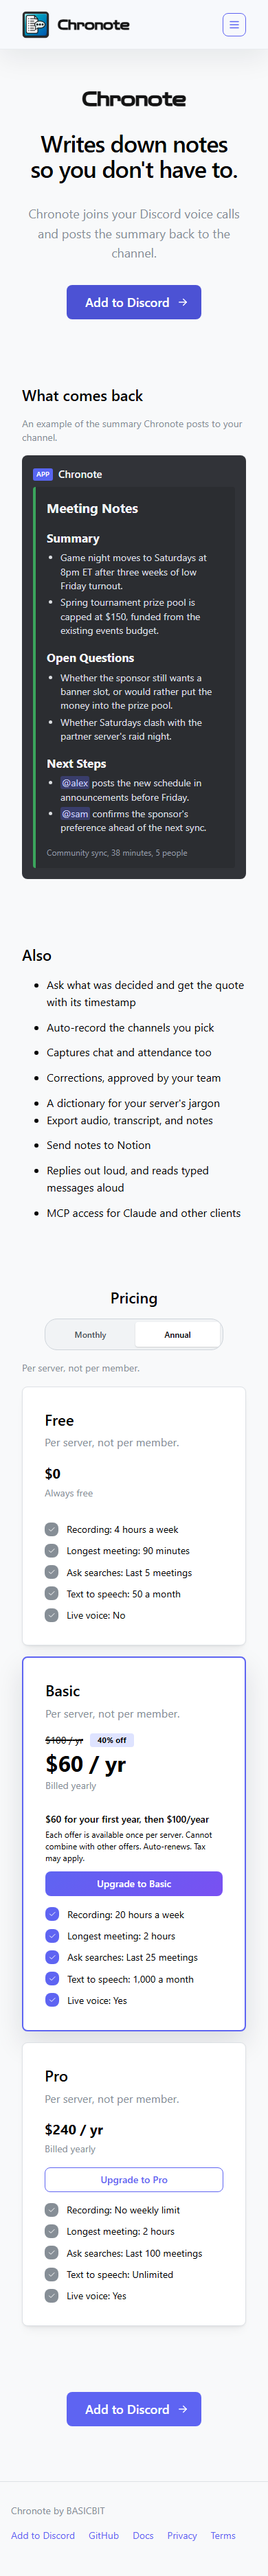 Chronote
Chronote
Writes down notes
so you don't have to.
Chronote joins your Discord voice calls
and posts the summary back to the
channel.
Add to Discord →
What comes back
An example of the summary Chronote posts to your
channel.
APP Chronote
Meeting Notes
Summary
• Game night moves to Saturdays at
8pm ET after three weeks of low
Friday turnout.
• Spring tournament prize pool is
capped at $150, funded from the
existing events budget.
Open Questions
• Whether the sponsor still wants a
banner slot, or would rather put the
money into the prize pool.
• Whether Saturdays clash with the
partner server's raid night.
Next Steps
• @alex posts the new schedule in
announcements before Friday.
• @sam confirms the sponsor's
preference ahead of the next sync.
Community sync, 38 minutes, 5 people
Also
• Ask what was decided and get the quote
with its timestamp
• Auto-record the channels you pick
• Captures chat and attendance too
• Corrections, approved by your team
• A dictionary for your server's jargon
• Export audio, transcript, and notes
• Send notes to Notion
• Replies out loud, and reads typed
messages aloud
• MCP access for Claude and other clients
Pricing
Monthly Annual
Per server, not per member.
Free
Per server, not per member.
$0
Always free
Recording: 4 hours a week
Longest meeting: 90 minutes
Ask searches: Last 5 meetings
Text to speech: 50 a month
Live voice: No
Basic
Per server, not per member.
$100 / yr 40% off
$60 / yr
Billed yearly
$60 for your first year, then $100/year
Each offer is available once per server. Cannot
combine with other offers. Auto-renews. Tax
may apply.
Upgrade to Basic
Recording: 20 hours a week
Longest meeting: 2 hours
Ask searches: Last 25 meetings
Text to speech: 1,000 a month
Live voice: Yes
Pro
Per server, not per member.
$240 / yr
Billed yearly
Upgrade to Pro
Recording: No weekly limit
Longest meeting: 2 hours
Ask searches: Last 100 meetings
Text to speech: Unlimited
Live voice: Yes
Add to Discord →
Chronote by BASICBIT
Add to Discord GitHub Docs Privacy Terms